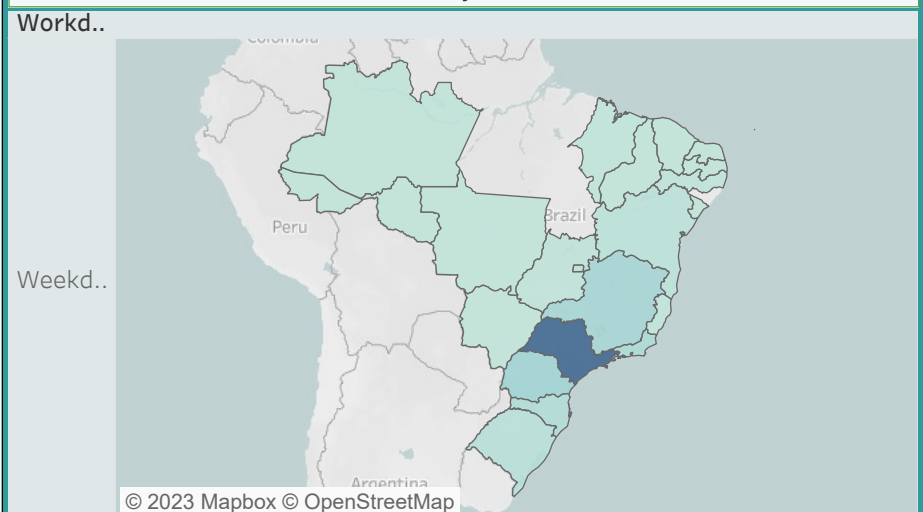 Workd..
Colombia
Brazil
Peru
Weekd..
Argentina
© 2023 Mapbox © OpenStreetMap